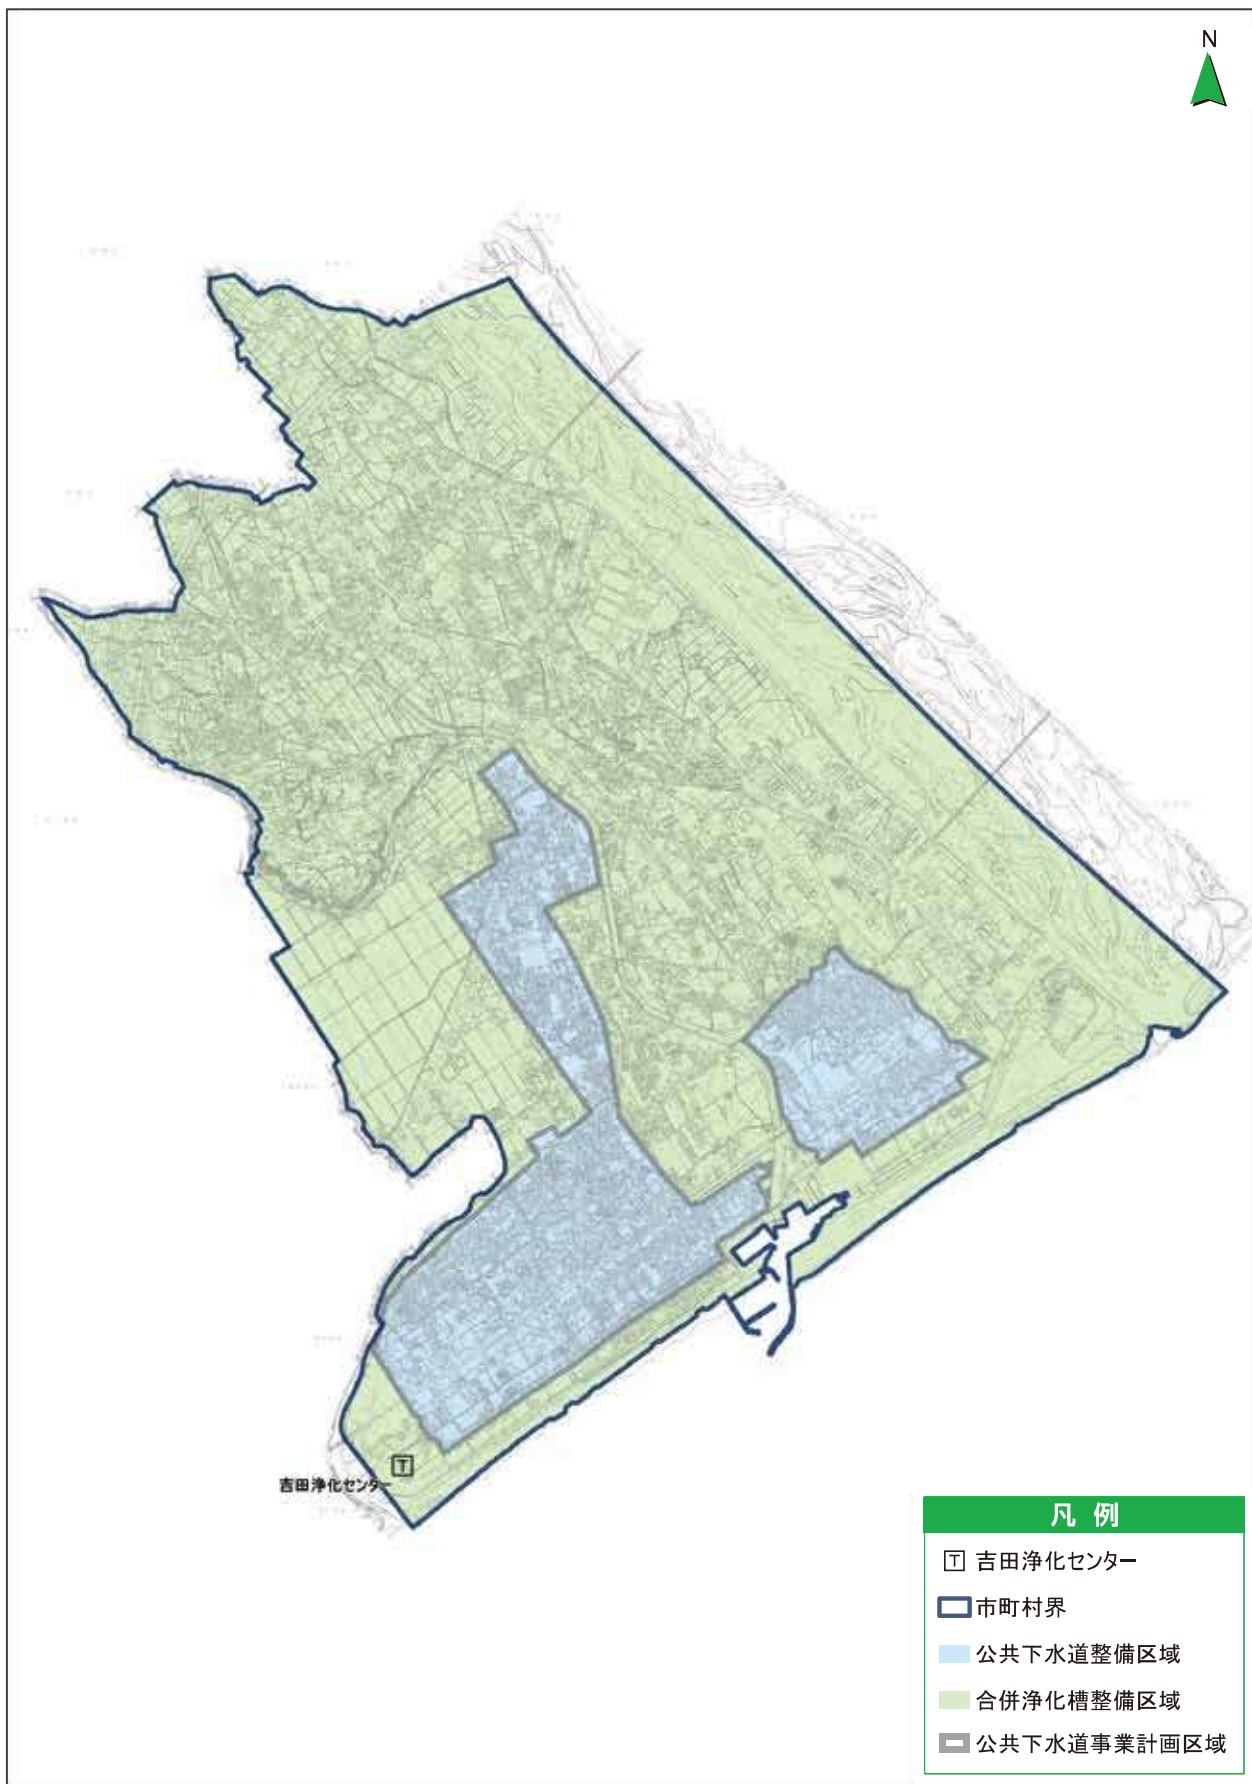 N
吉田浄化センター
凡例
T 吉田浄化センター
市町村界
公共下水道整備区域
合併浄化槽整備区域
公共下水道事業計画区域